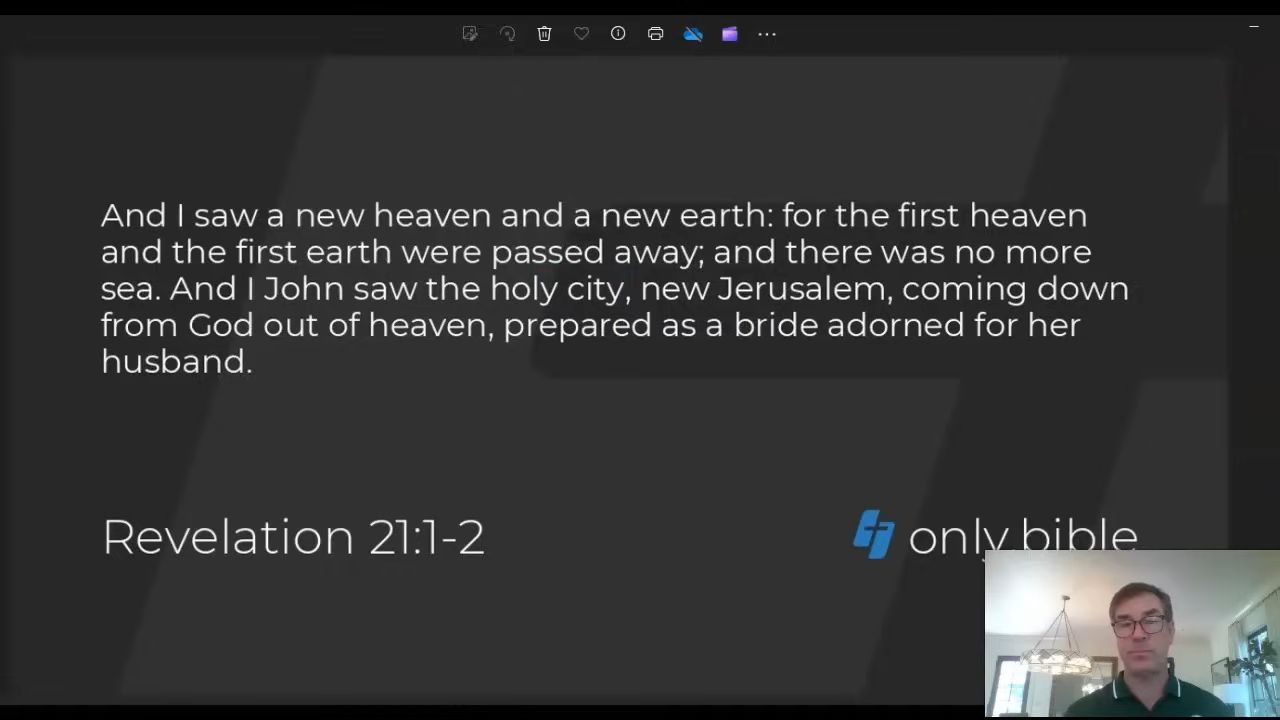 And I saw a new heaven and a new earth: for the first heaven
and the first earth were passed away; and there was no more
sea. And I John saw the holy city, new Jerusalem, coming down
from God out of heaven, prepared as a bride adorned for her
husband.
Revelation 21:1-2
only.bible